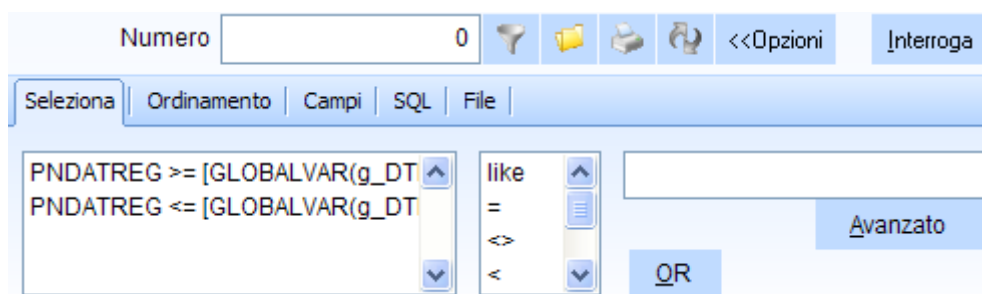 Numero 0 <<Opzioni Interroga
Seleziona Ordinamento Campi SQL File
PNDATREG >= [GLOBALVAR(g_DT like
PNDATREG <= [GLOBALVAR(g_DT =
<>
Avanzato
< OR